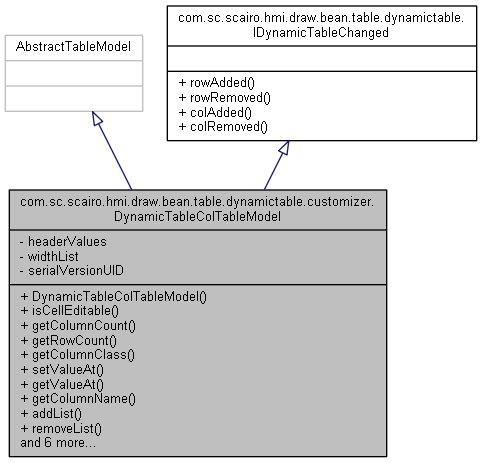 AbstractTableModel
com.sc.scairo.hmi.draw.bean.table.dynamictable.
IDynamicTableChanged
+ rowAdded()
+ rowRemoved()
+ colAdded()
+ colRemoved()
com.sc.scairo.hmi.draw.bean.table.dynamictable.customizer.
DynamicTableColTableModel
- headerValues
- widthList
- serialVersionUID
+ DynamicTableColTableModel()
+ isCellEditable()
+ getColumnCount()
+ getRowCount()
+ getColumnClass()
+ setValueAt()
+ getValueAt()
+ getColumnName()
+ addList()
+ removeList()
and 6 more...